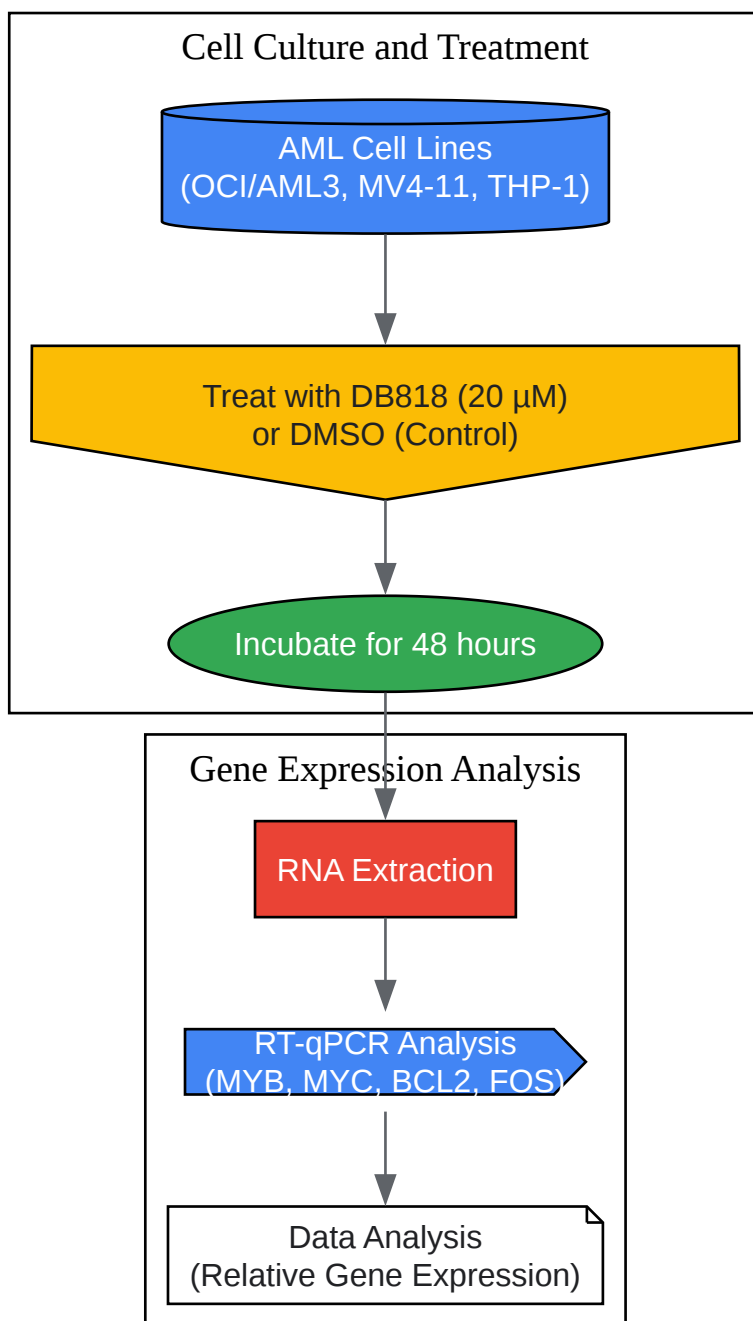 Cell Culture and Treatment
AML Cell Lines
(OCI/AML3, MV4-11, THP-1)
Treat with DB818 (20 µM)
or DMSO (Control)
Incubate for 48 hours
Gene Expression Analysis
RNA Extraction
RT-qPCR Analysis
(MYB, MYC, BCL2, FOS)
Data Analysis
(Relative Gene Expression)